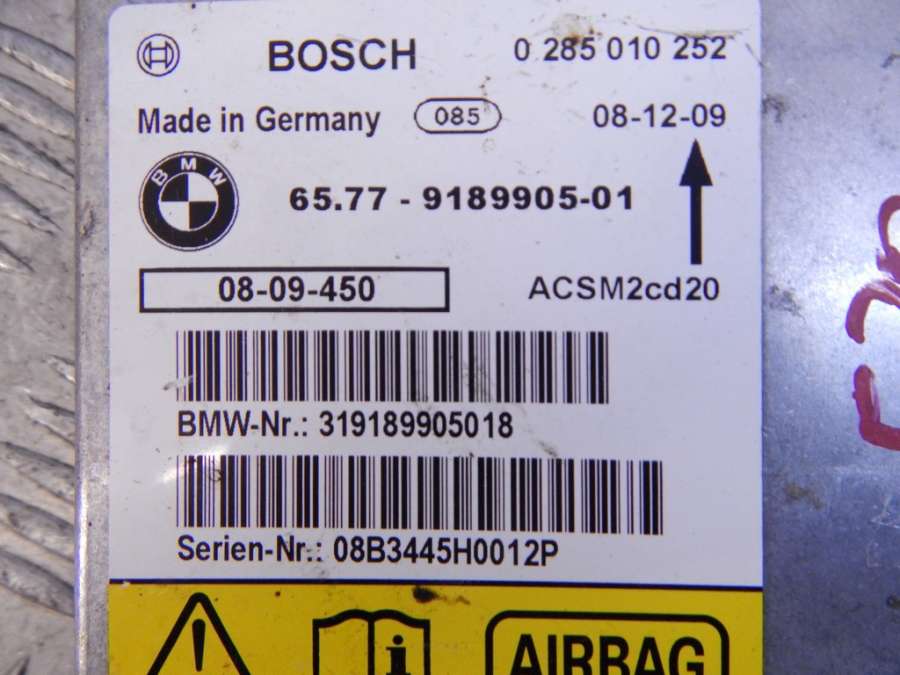 BOSCH 0 285 010 252
Made in Germany 085 08-12-09
BMW 65.77 - 9189905-01
08-09-450 ACSM2cd20
BMW-Nr.: 319189905018
Serien-Nr.: 08B3445H0012P
i AIRBAG